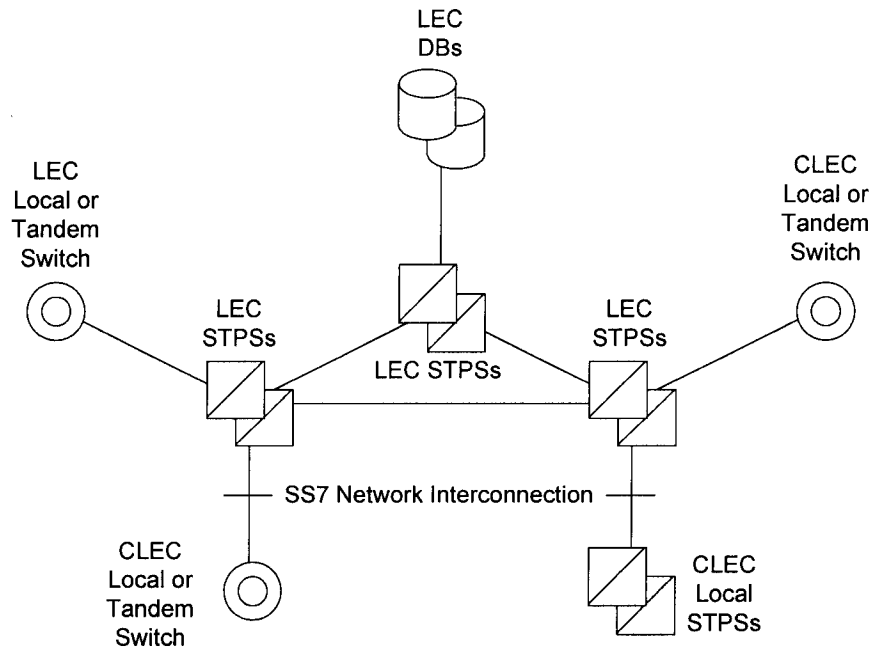 LEC
DBs
LEC
Local or
Tandem
Switch
CLEC
Local or
Tandem
Switch
LEC
STPSs
LEC
STPSs
LEC STPSs
SS7 Network Interconnection
CLEC
Local or
Tandem
Switch
CLEC
Local
STPSs